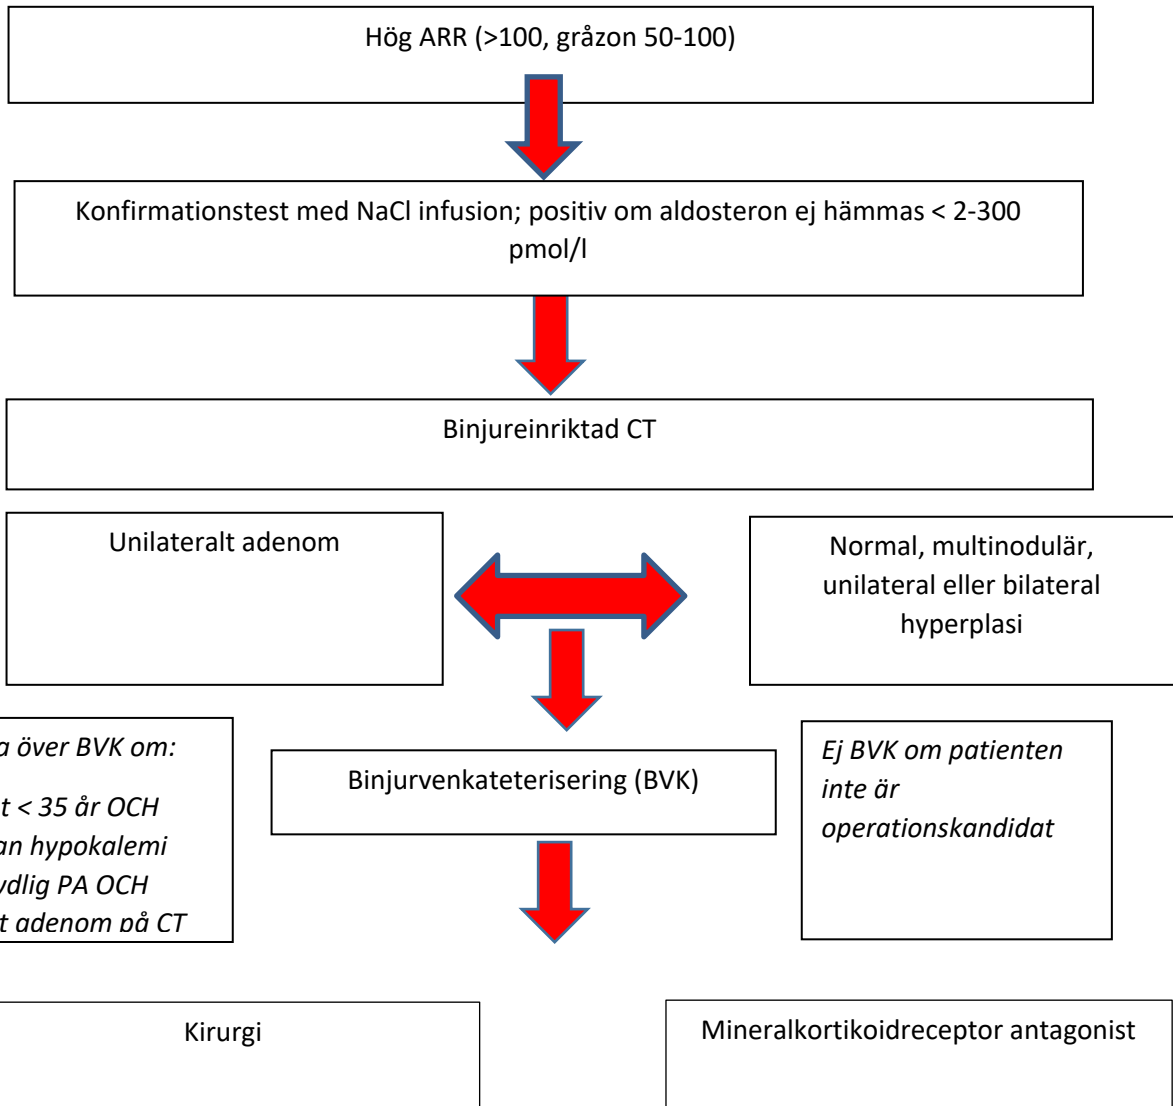 Hög ARR (>100, gråzon 50-100)
Konfirmationstest med NaCl infusion; positiv om aldosteron ej hämmas < 2-300
pmol/l
Binjureinriktad CT
Unilateralt adenom
Normal, multinodulär,
unilateral eller bilateral
hyperplasi
över BVK om:
< 35 år OCH
hypokalemi
PA OCH
adenom på CT
Binjurvenkateterisering (BVK)
Ej BVK om patienten
inte är
operationskandidat
Kirurgi
Mineralkortikoidreceptor antagonist